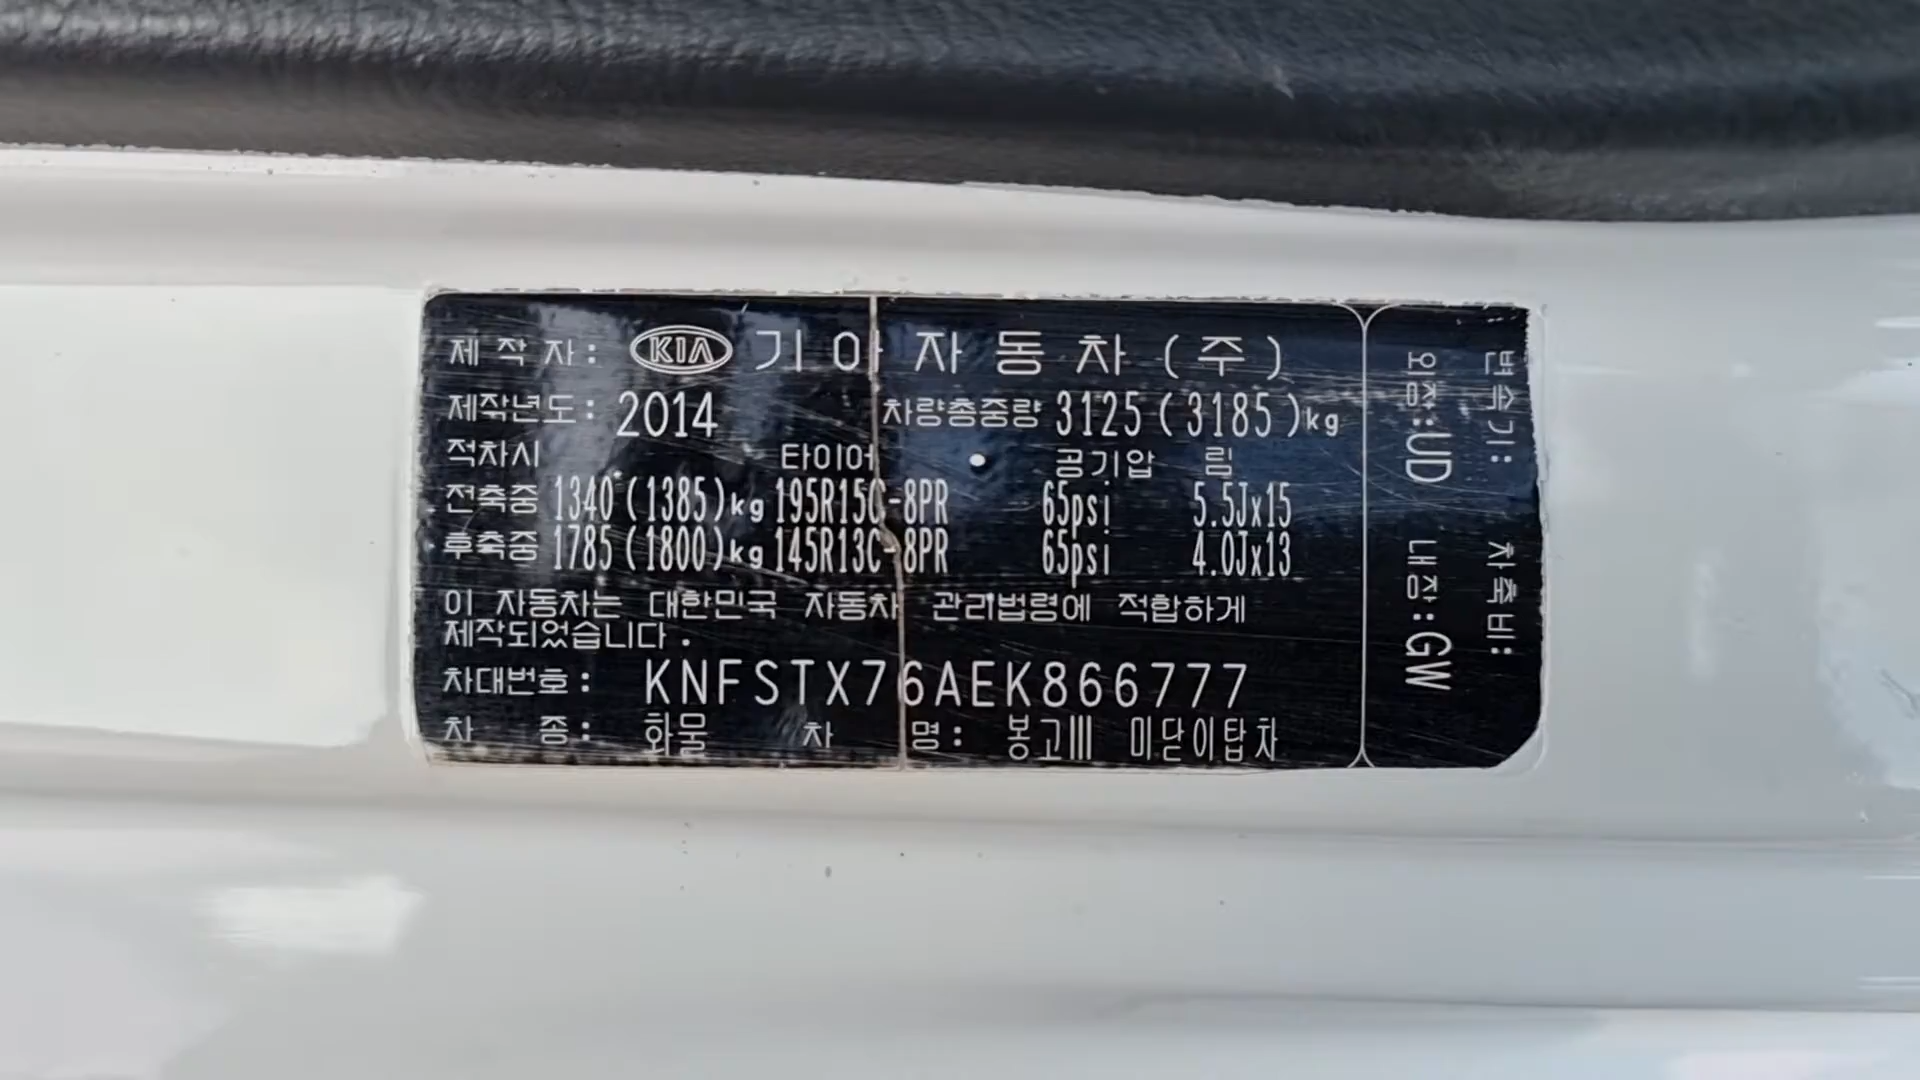 제 작 자 : KIA 기 아 자 동 차 ( 주 )
제작년도 : 2014 차량총중량 3125 ( 3185 ) kg
적차시 타이어 공기압 림
전축중 1340 (1385) kg 195R15C-8PR 65psi 5.5Jx15
후축중 1785 (1800) kg 145R13C-8PR 65psi 4.0Jx13
이 자동차는 대한민국 자동차 관리법령에 적합하게
제작되었습니다 .
차대번호 : KNFSTX76AEK866777
차 종 : 화물 차 명 : 봉고Ⅲ 미닫이탑차
변속기 : 차축비 :
외장 : UD 내장 : GW